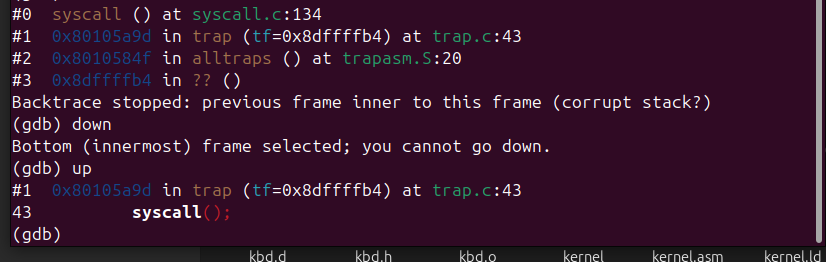 #0  syscall () at syscall.c:134
#1  0x80105a9d in trap (tf=0x8dffffb4) at trap.c:43
#2  0x8010584f in alltraps () at trapasm.S:20
#3  0x8dffffb4 in ?? ()
Backtrace stopped: previous frame inner to this frame (corrupt stack?)
(gdb) down
Bottom (innermost) frame selected; you cannot go down.
(gdb) up
#1  0x80105a9d in trap (tf=0x8dffffb4) at trap.c:43
43          syscall();
(gdb)
kbd.d kbd.h kbd.o kernel kernel.asm kernel.ld